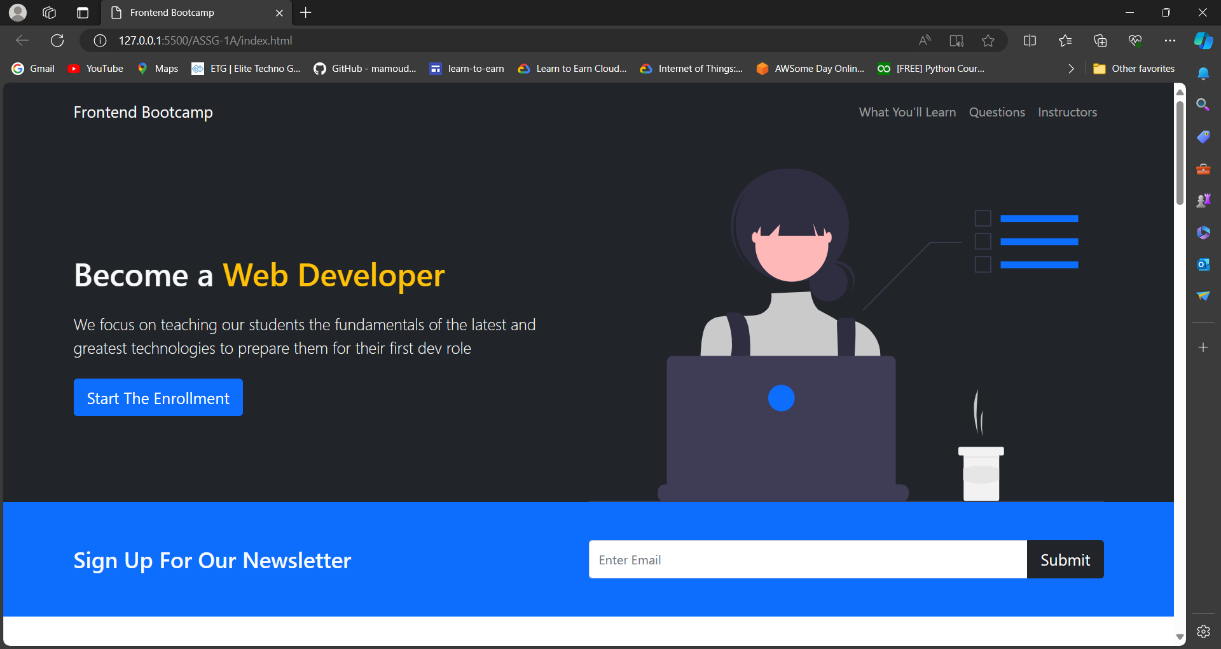 Frontend Bootcamp
127.0.0.1:5500/ASSG-1A/index.html
Gmail YouTube Maps ETG | Elite Techno G... GitHub - mamoud... learn-to-earn Learn to Earn Cloud... Internet of Things:... AWSome Day Onlin... [FREE] Python Cour... Other favorites
Frontend Bootcamp What You'll Learn Questions Instructors
Become a Web Developer
We focus on teaching our students the fundamentals of the latest and
greatest technologies to prepare them for their first dev role
Start The Enrollment
Sign Up For Our Newsletter Enter Email Submit